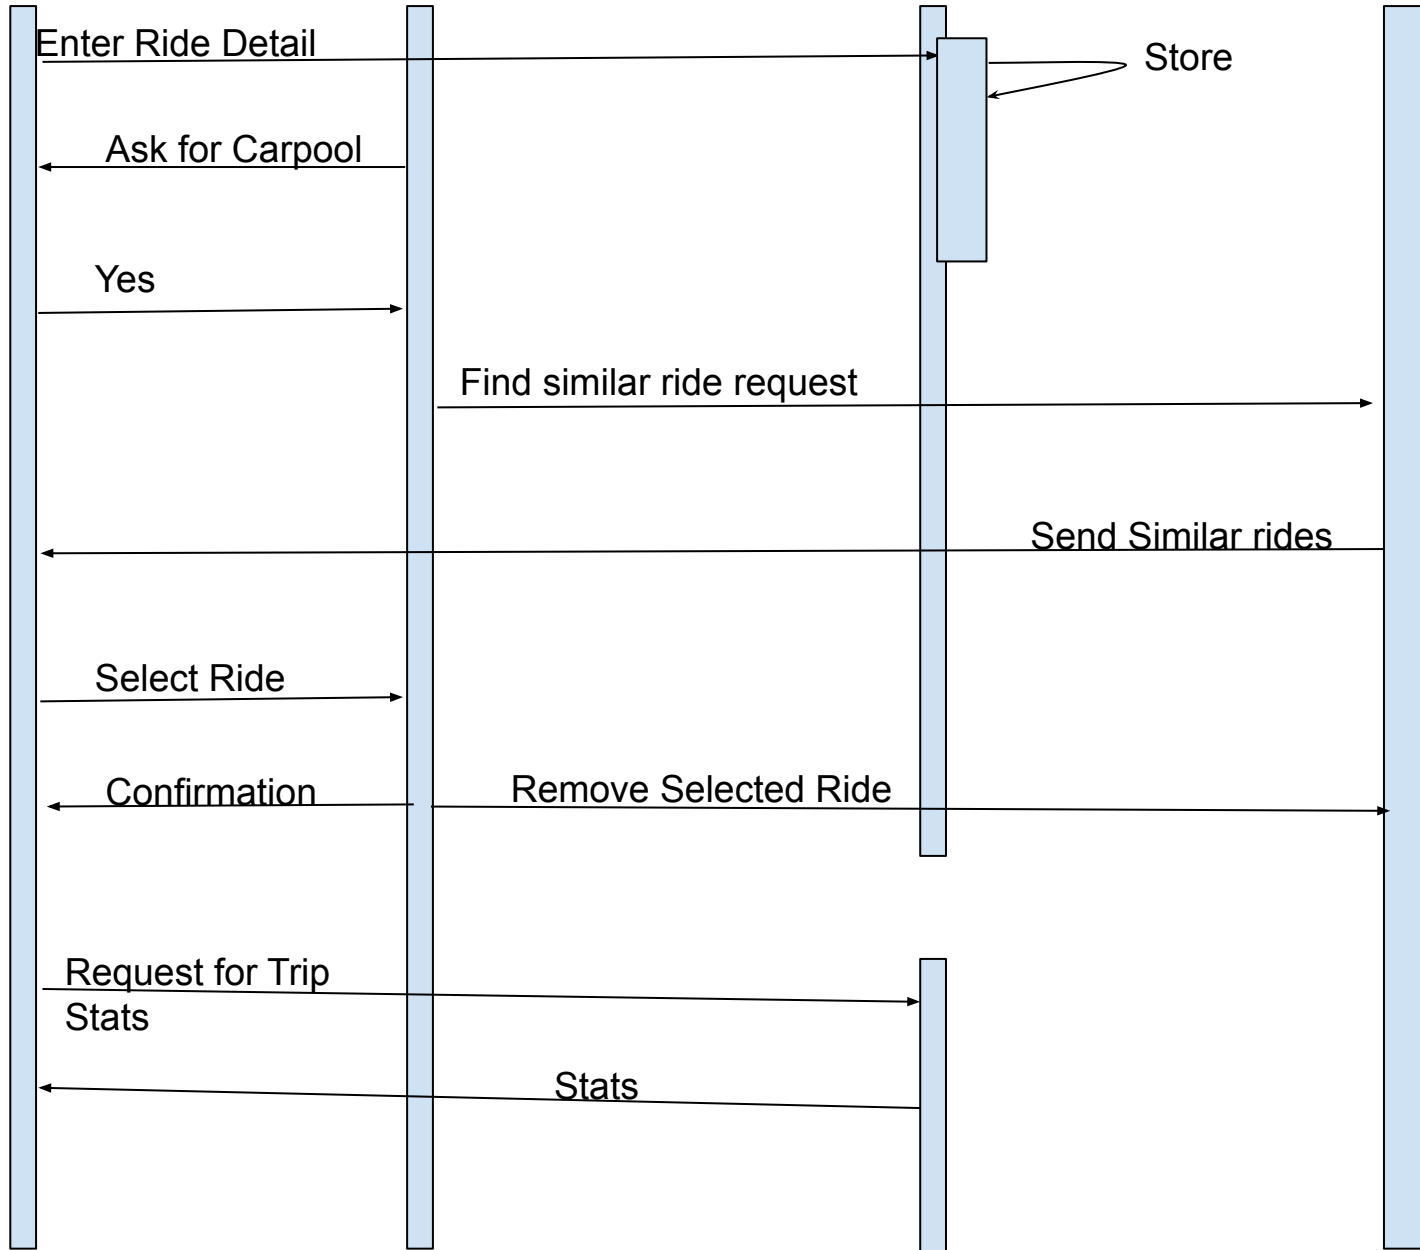 Enter Ride Detail
Store
Ask for Carpool
Yes
Find similar ride request
Send Similar rides
Select Ride
Confirmation
Remove Selected Ride
Request for Trip
Stats
Stats